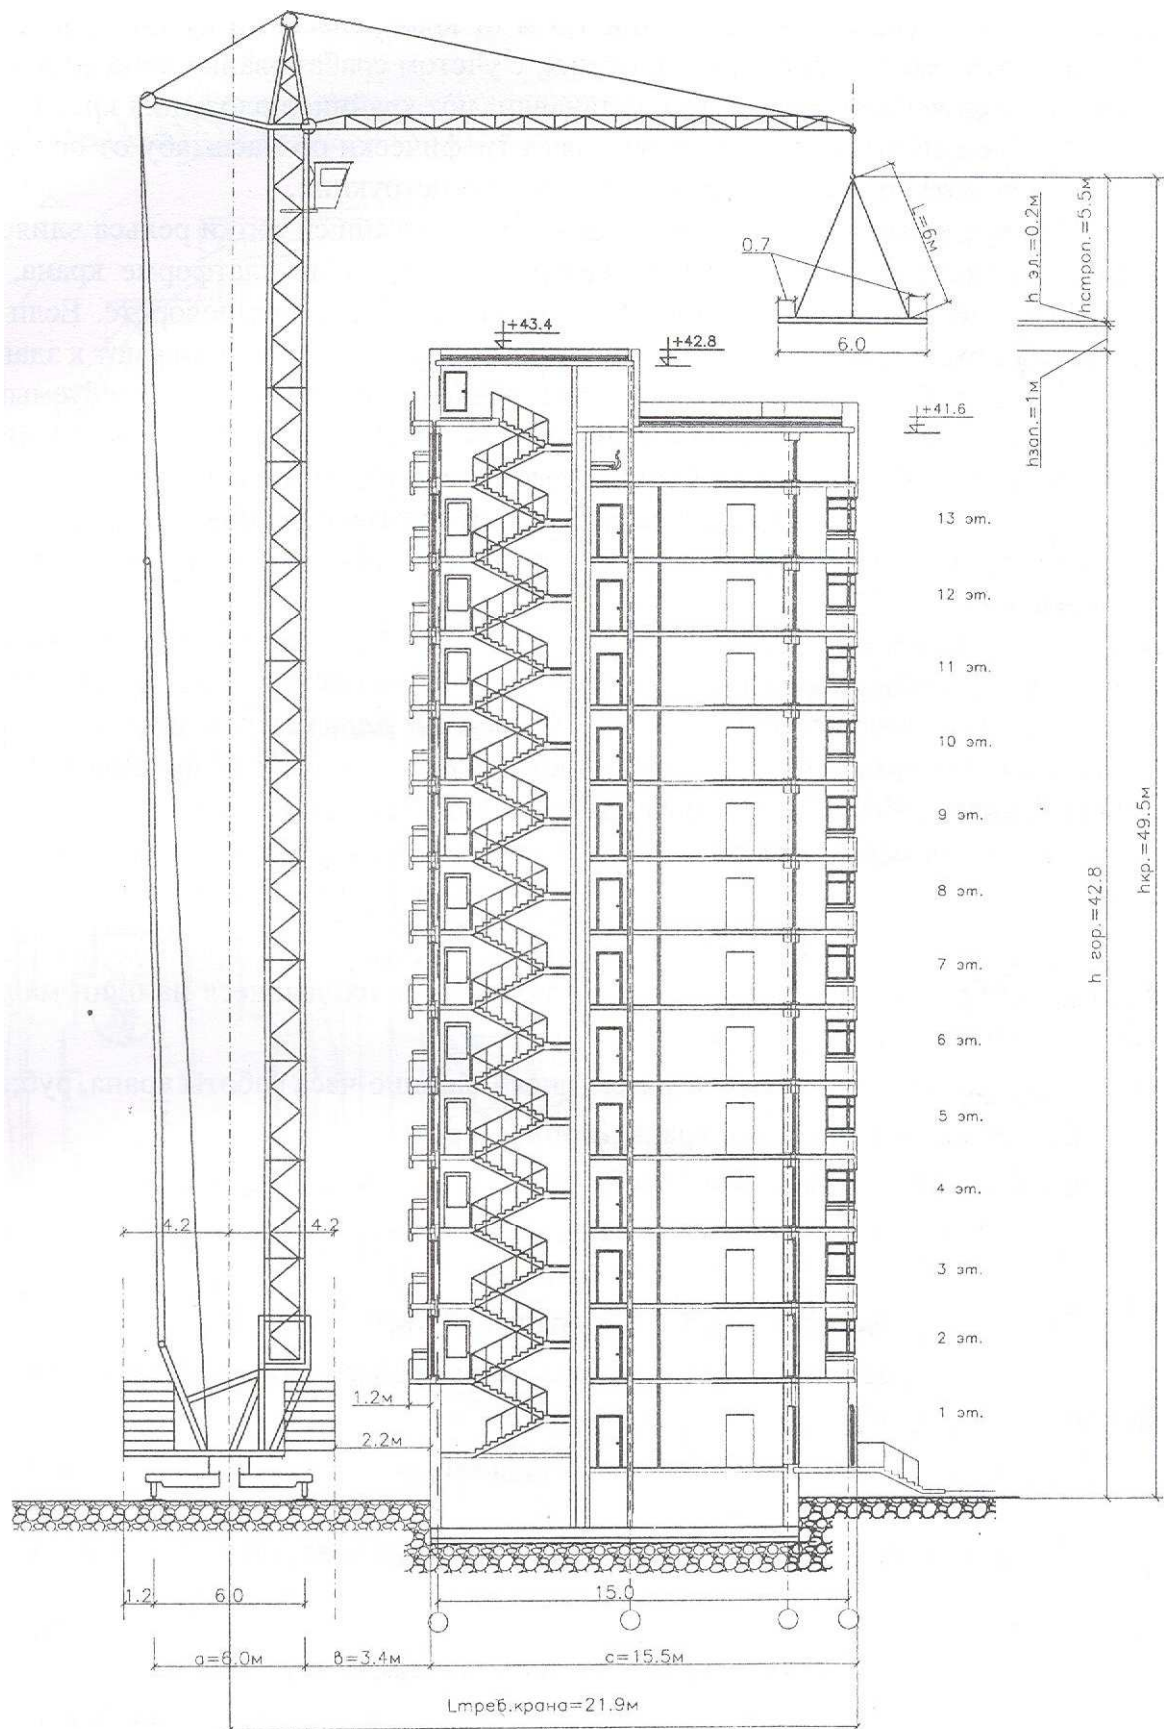 L=6м
0.7
6.0
h эл.=0.2м
hстроп.=5.5м
hзап.=1м
+43.4
+42.8
+41.6
13 эт.
12 эт.
11 эт.
10 эт.
9 эт.
8 эт.
7 эт.
6 эт.
5 эт.
4 эт.
3 эт.
2 эт.
1 эт.
h гор.=42.8
hкр.=49.5м
4.2
4.2
1.2м
2.2м
1.2
6.0
15.0
а=6.0м
в=3.4м
с=15.5м
Lтреб.крана=21.9м